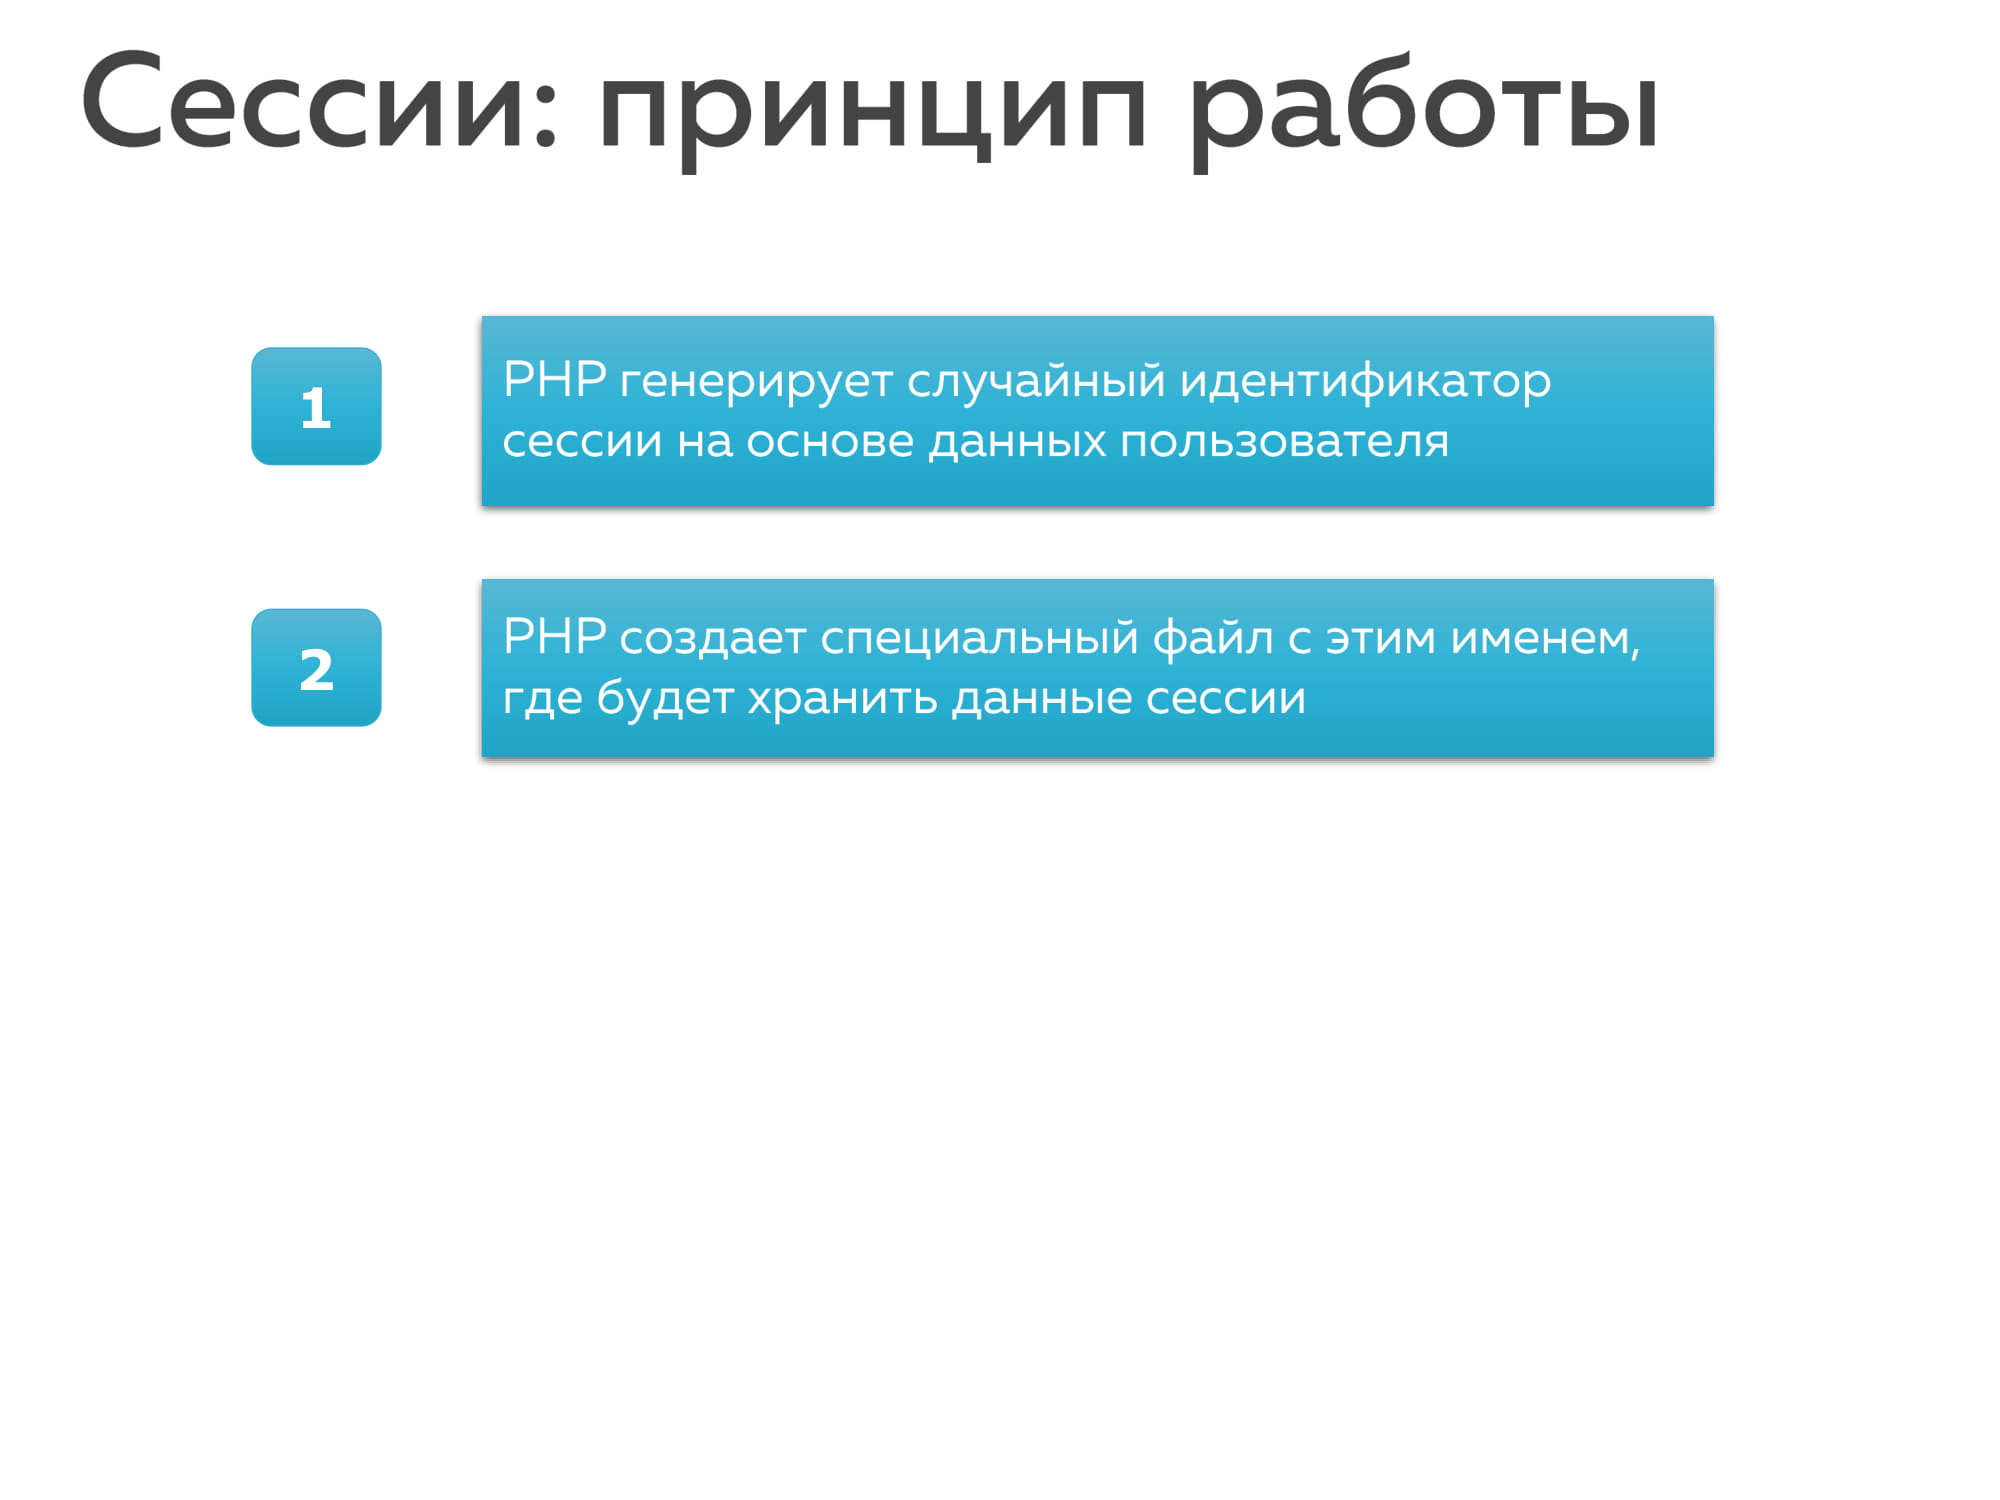 Сессии: принцип работы
1
PHP генерирует случайный идентификатор
сессии на основе данных пользователя
2
PHP создает специальный файл с этим именем,
где будет хранить данные сессии